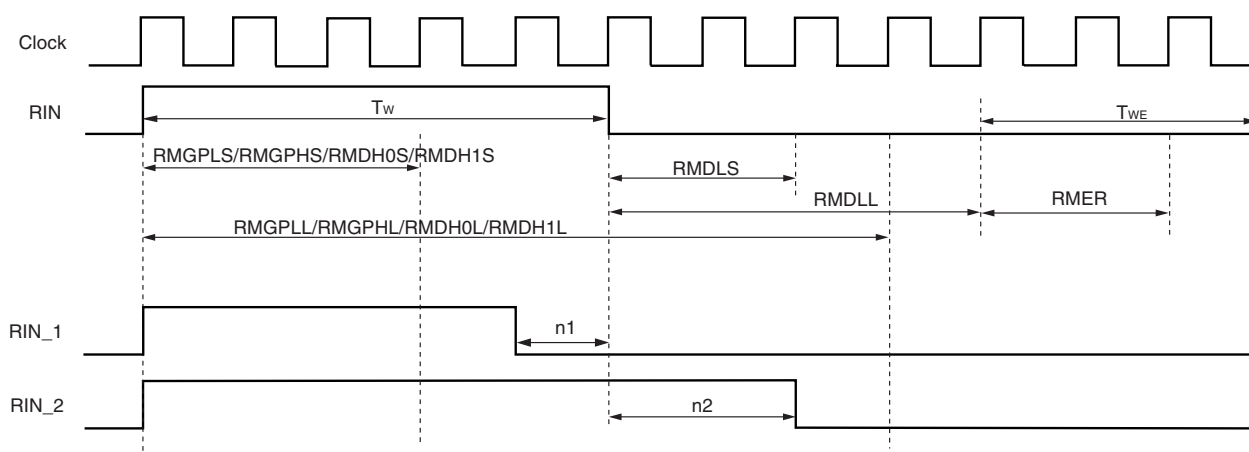 Clock
RIN
Tw
TWE
RMGPLS/RMGPHS/RMDH0S/RMDH1S
RMDLS
RMDLL
RMER
RMGPLL/RMGPHL/RMDH0L/RMDH1L
RIN_1
n1
RIN_2
n2